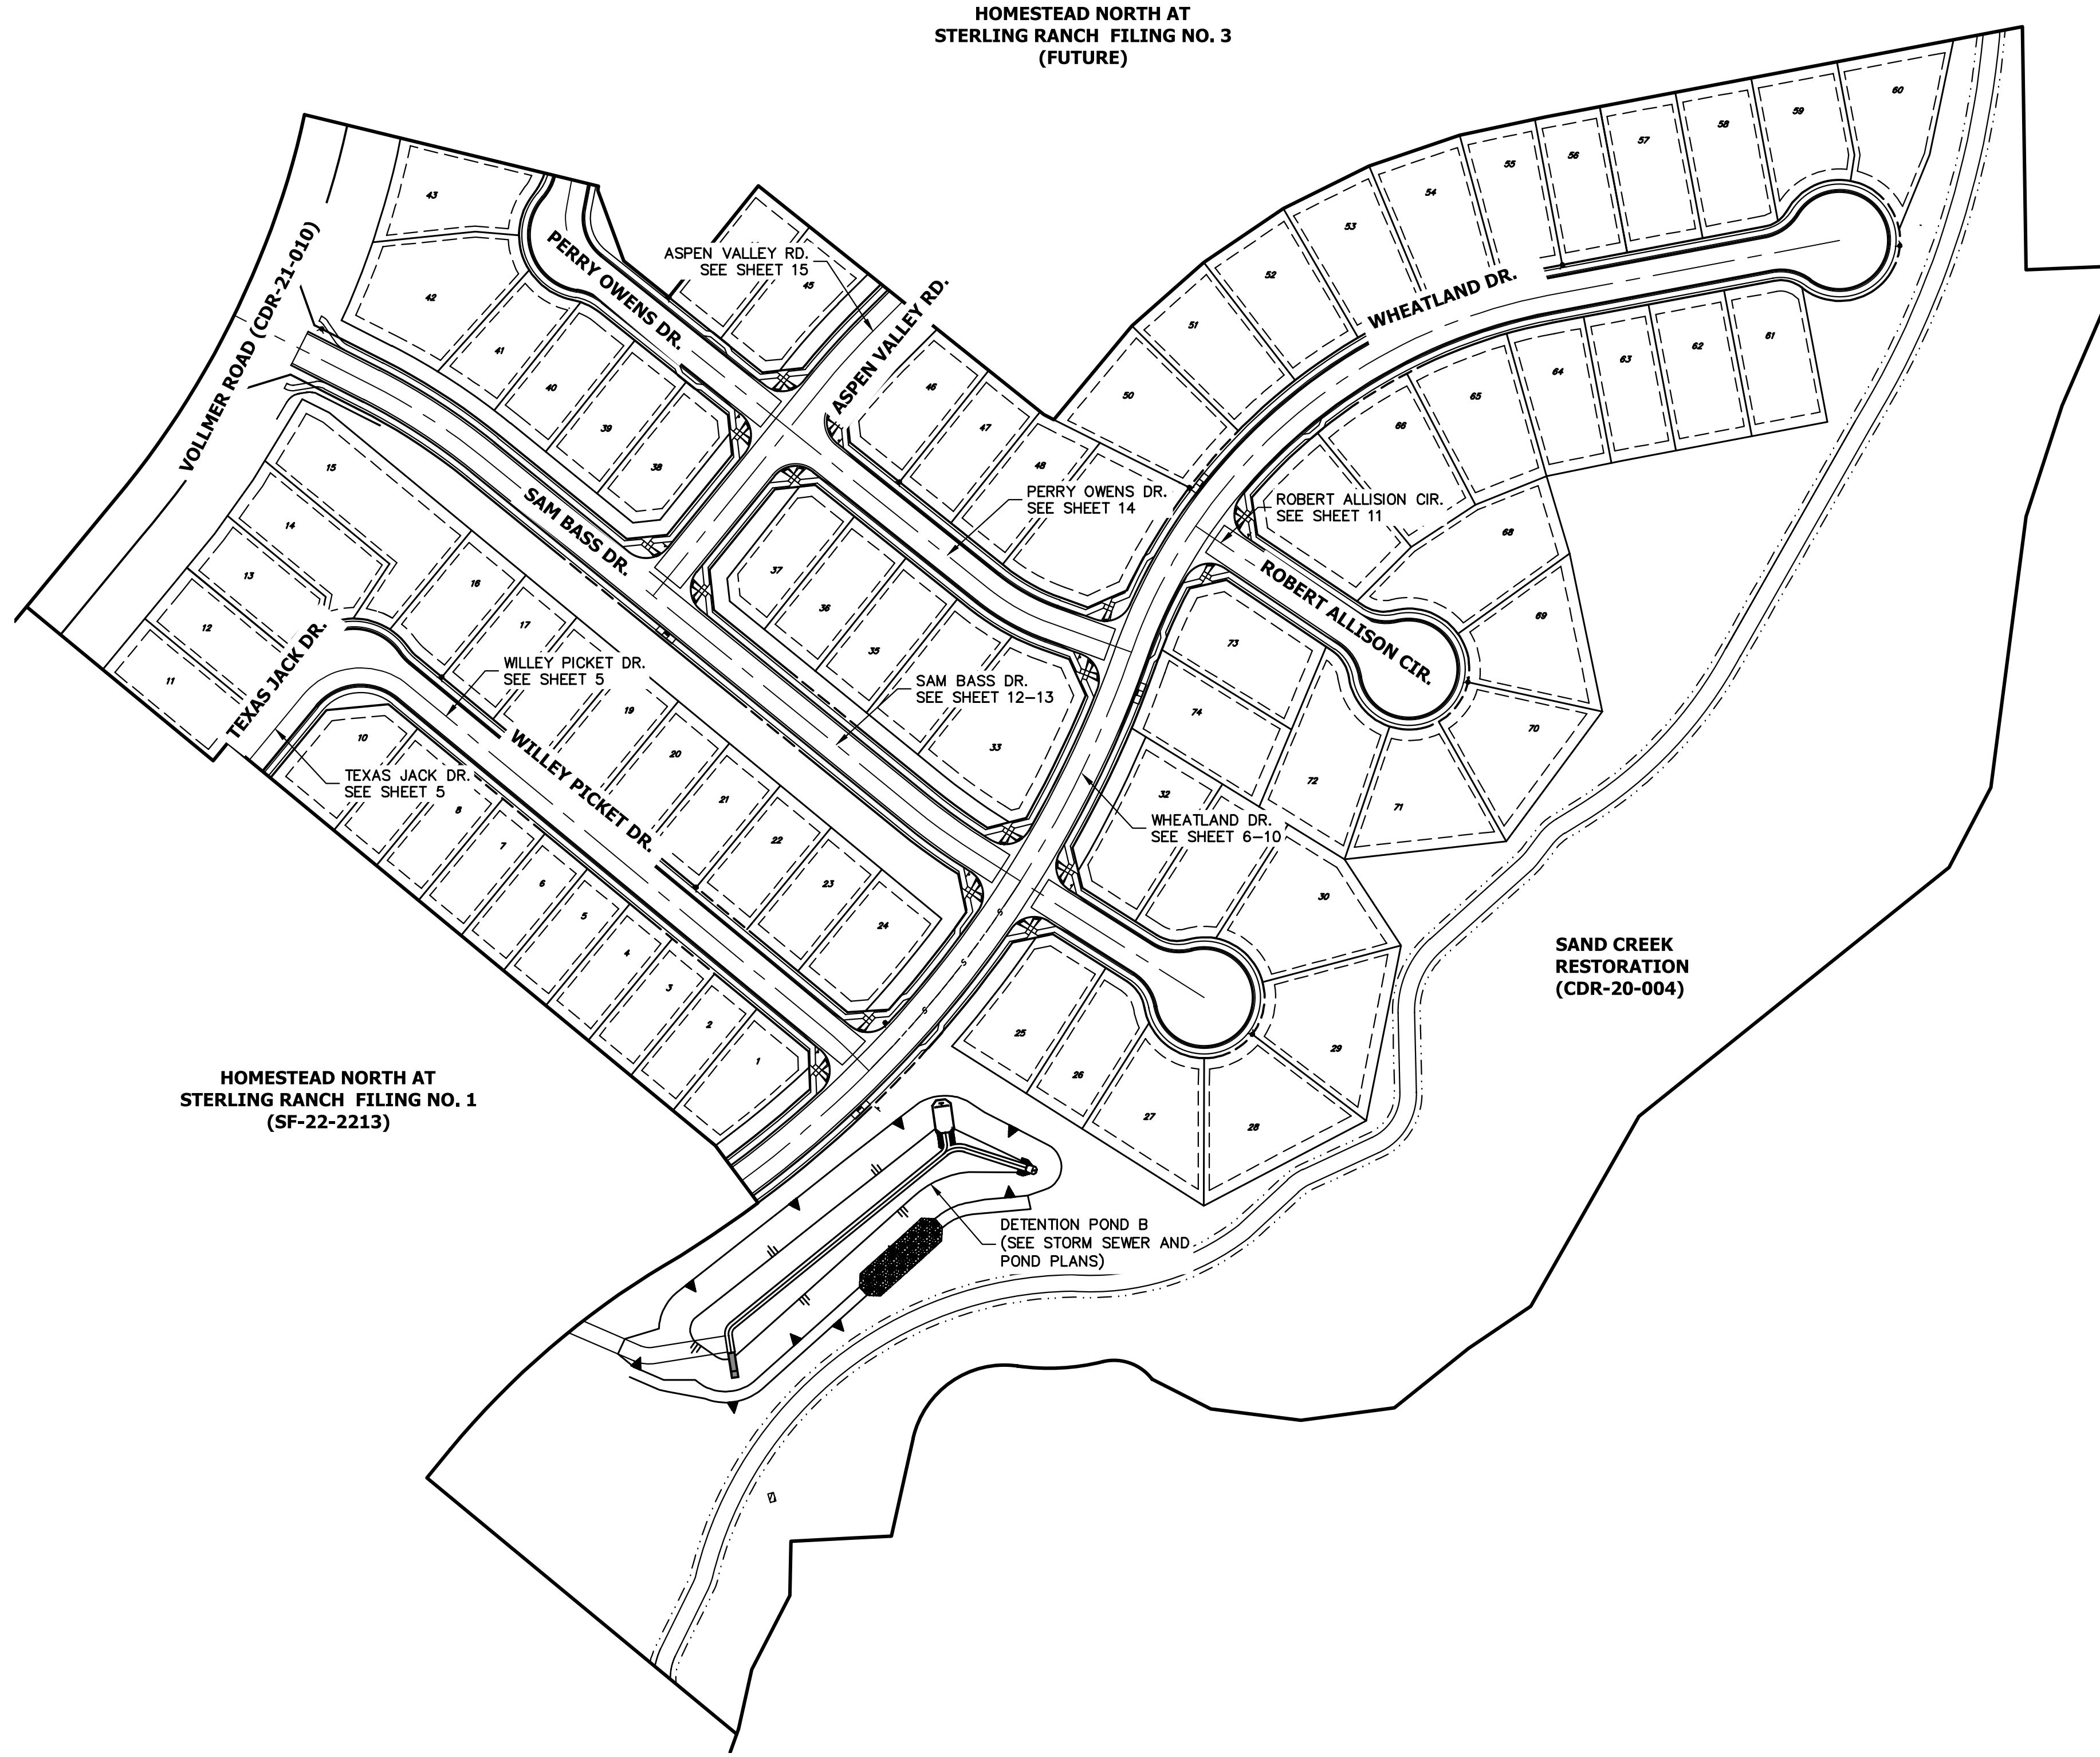 HOMESTEAD NORTH AT
STERLING RANCH FILING NO. 3
(FUTURE)
60
59
58
57
56
55
54
53
52
51
50
43
42
41
40
39
38
PERRY OWENS DR.
ASPEN VALLEY RD.
SEE SHEET 15
45
ASPEN VALLEY RD.
WHEATLAND DR.
VOLLMER ROAD (CDR-21-010)
46
47
48
61
62
63
64
65
66
PERRY OWENS DR.
SEE SHEET 14
ROBERT ALLISION CIR.
SEE SHEET 11
15
14
13
12
11
SAM BASS DR.
16
17
37
36
35
33
68
69
70
71
72
73
74
ROBERT ALLISON CIR.
TEXAS JACK DR.
WILLEY PICKET DR.
SEE SHEET 5
SAM BASS DR.
SEE SHEET 12-13
19
20
21
22
23
24
10
TEXAS JACK DR.
SEE SHEET 5
WILLEY PICKET DR.
8
7
6
5
4
3
2
1
32
WHEATLAND DR.
SEE SHEET 6-10
30
29
28
27
26
25
S
S
S
SAND CREEK
RESTORATION
(CDR-20-004)
HOMESTEAD NORTH AT
STERLING RANCH FILING NO. 1
(SF-22-2213)
DETENTION POND B
(SEE STORM SEWER AND
POND PLANS)